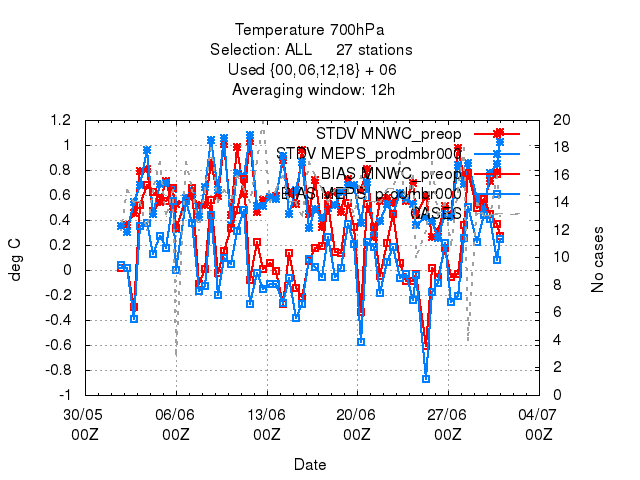 Temperature 700hPa
Selection: ALL 27 stations
Used {00,06,12,18} + 06
Averaging window: 12h
STDV MNWC_preop
STDV MEPS_prodmbr000
BIAS MNWC_preop
BIAS MEPS_prodmbr000
CASES
1.2
1
0.8
0.6
0.4
0.2
0
-0.2
-0.4
-0.6
-0.8
-1
deg C
20
18
16
14
12
10
8
6
4
2
0
No cases
30/05 06/06 13/06 20/06 27/06 04/07
00Z 00Z 00Z 00Z 00Z 00Z
Date